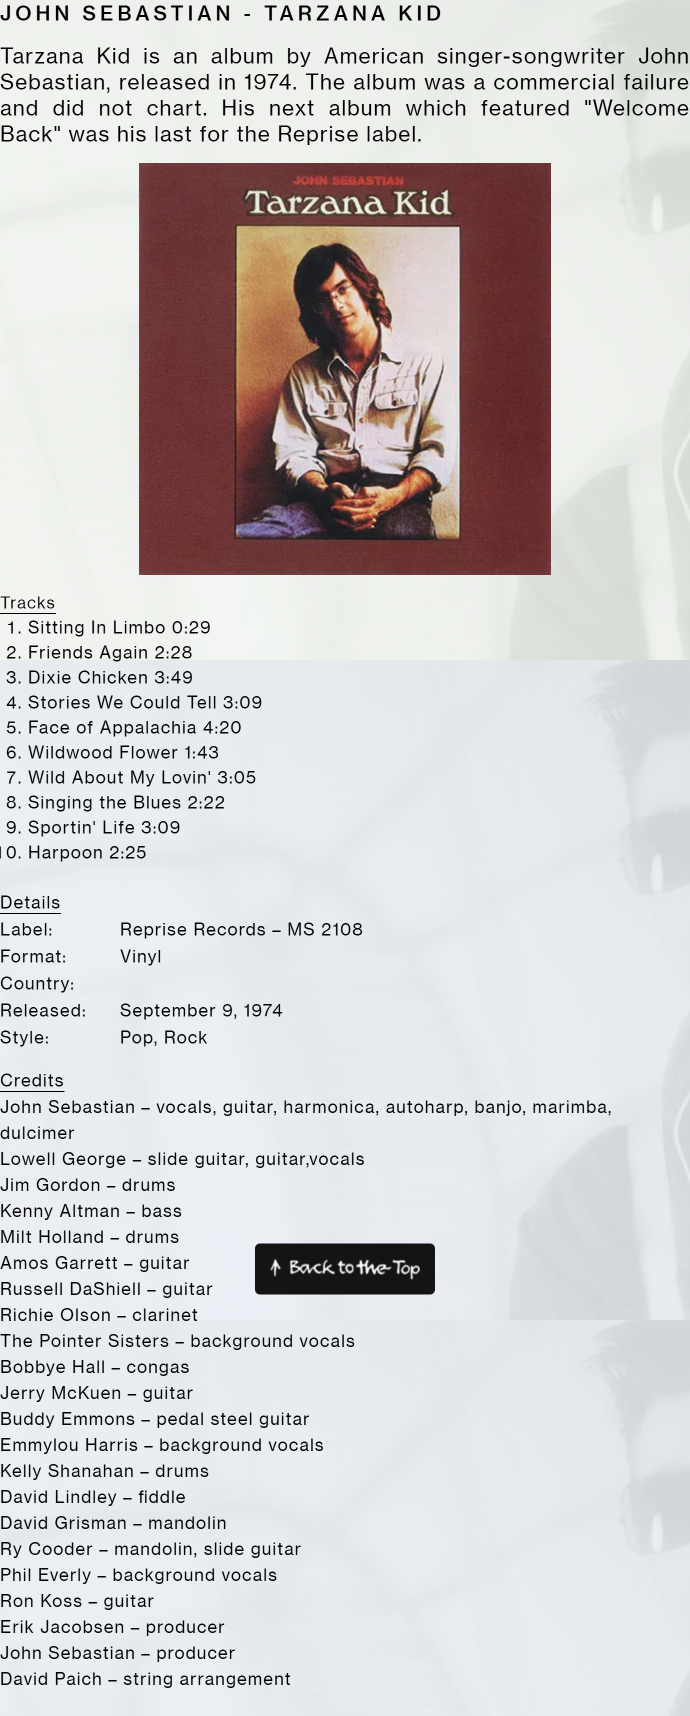 JOHN SEBASTIAN - TARZANA KID
Tarzana Kid is an album by American singer-songwriter John
Sebastian, released in 1974. The album was a commercial failure
and did not chart. His next album which featured "Welcome
Back" was his last for the Reprise label.
JOHN SEBASTIAN
Tarzana Kid
Tracks
1. Sitting In Limbo 0:29
2. Friends Again 2:28
3. Dixie Chicken 3:49
4. Stories We Could Tell 3:09
5. Face of Appalachia 4:20
6. Wildwood Flower 1:43
7. Wild About My Lovin' 3:05
8. Singing the Blues 2:22
9. Sportin' Life 3:09
10. Harpoon 2:25
Details
Label: Reprise Records – MS 2108
Format: Vinyl
Country:
Released: September 9, 1974
Style: Pop, Rock
Credits
John Sebastian – vocals, guitar, harmonica, autoharp, banjo, marimba,
dulcimer
Lowell George – slide guitar, guitar,vocals
Jim Gordon – drums
Kenny Altman – bass
Milt Holland – drums
Amos Garrett – guitar
↑ Back to the Top
Russell DaShiell – guitar
Richie Olson – clarinet
The Pointer Sisters – background vocals
Bobbye Hall – congas
Jerry McKuen – guitar
Buddy Emmons – pedal steel guitar
Emmylou Harris – background vocals
Kelly Shanahan – drums
David Lindley – fiddle
David Grisman – mandolin
Ry Cooder – mandolin, slide guitar
Phil Everly – background vocals
Ron Koss – guitar
Erik Jacobsen – producer
John Sebastian – producer
David Paich – string arrangement